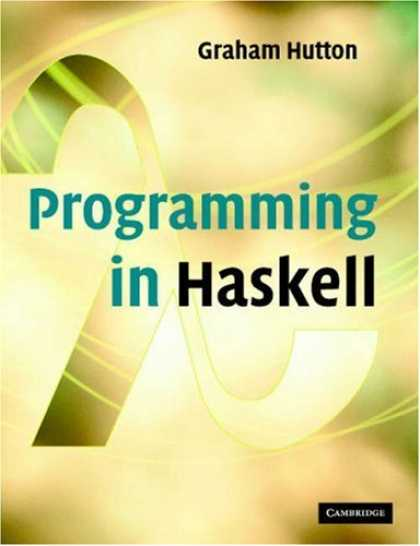 Graham Hutton
Programming
in Haskell
CAMBRIDGE